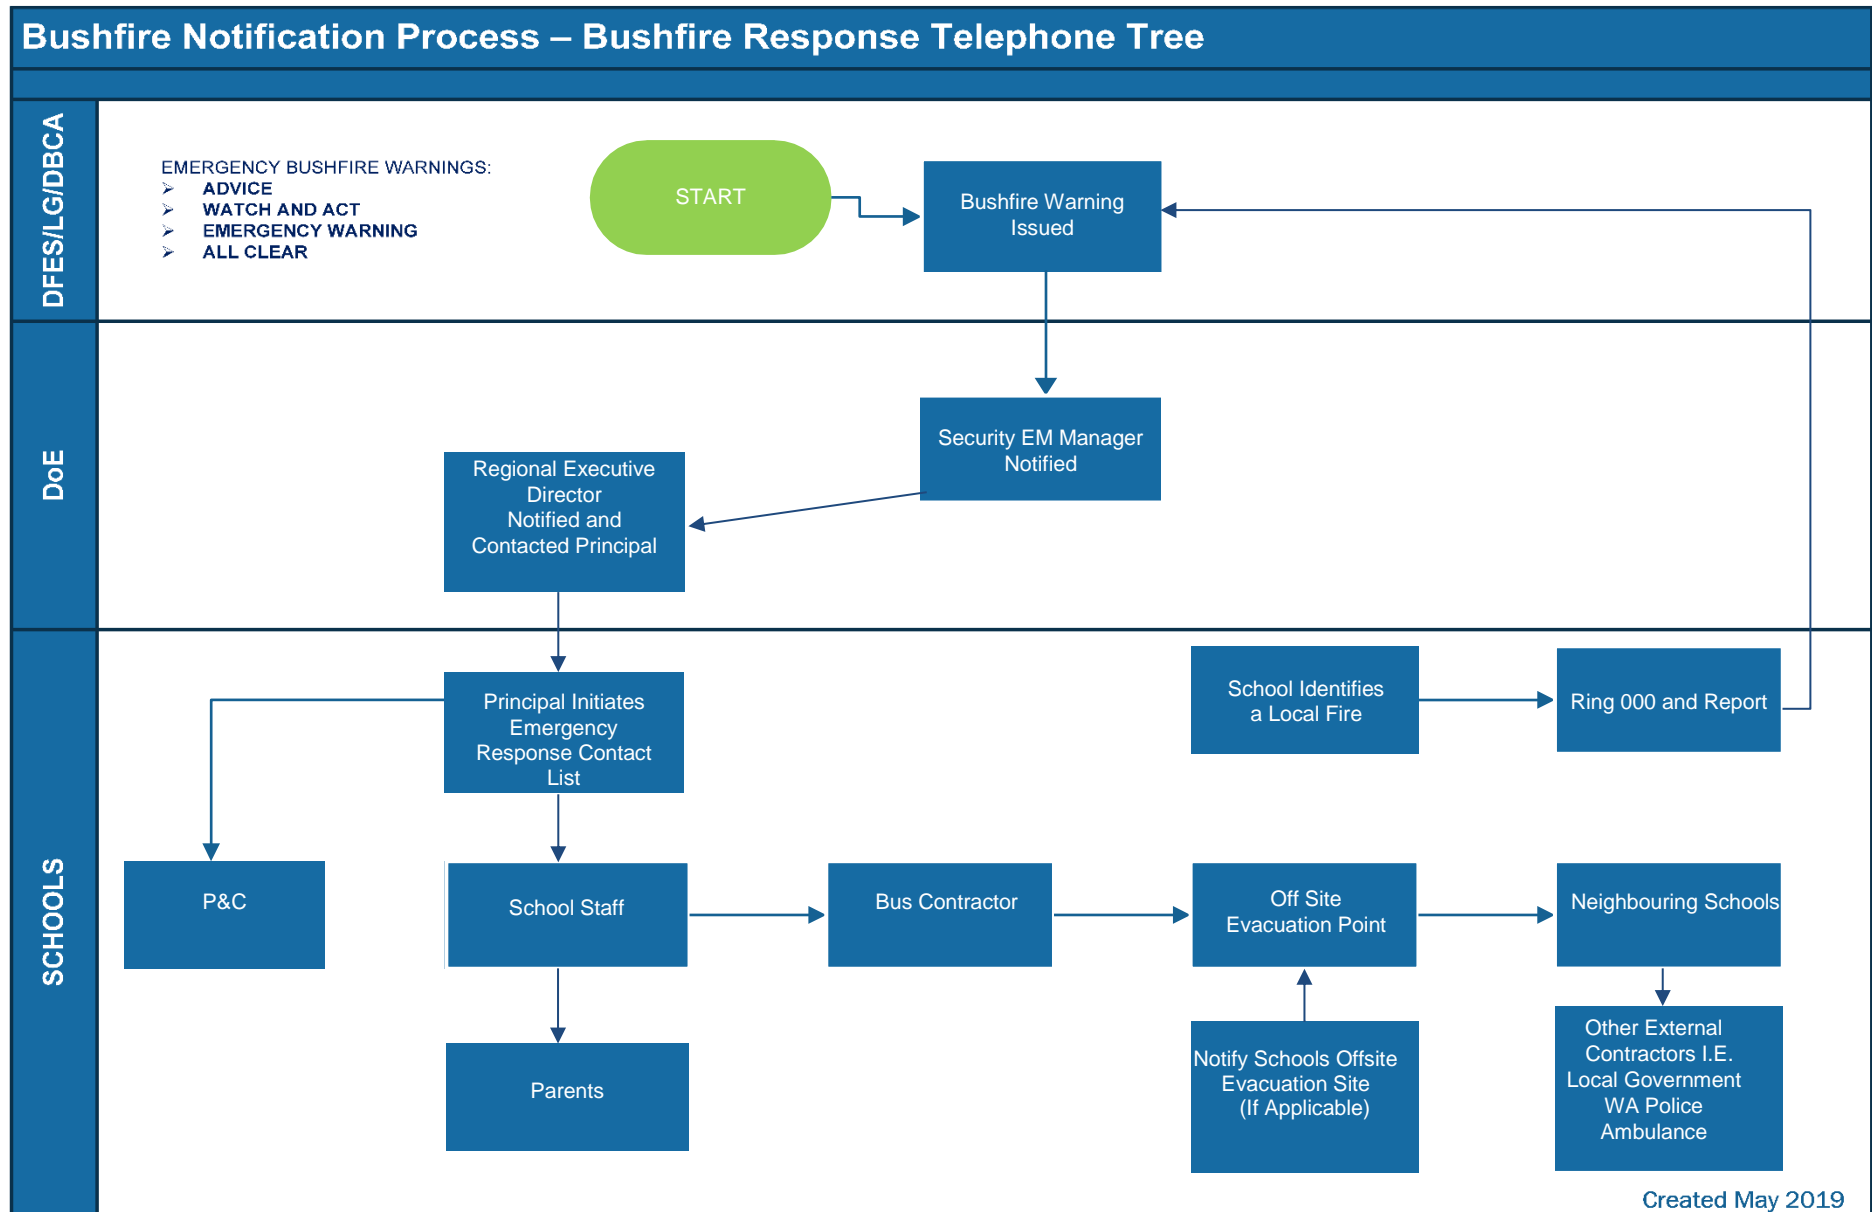 Bushfire Notification Process – Bushfire Response Telephone Tree
DFES/LG/DBCA
EMERGENCY BUSHFIRE WARNINGS:
➢ ADVICE
➢ WATCH AND ACT
➢ EMERGENCY WARNING
➢ ALL CLEAR
START
Bushfire Warning
Issued
DoE
Security EM Manager
Notified
Regional Executive
Director
Notified and
Contacted Principal
SCHOOLS
Principal Initiates
Emergency
Response Contact
List
School Identifies
a Local Fire
Ring 000 and Report
P&C
School Staff
Bus Contractor
Off Site
Evacuation Point
Neighbouring Schools
Parents
Notify Schools Offsite
Evacuation Site
(If Applicable)
Other External
Contractors I.E.
Local Government
WA Police
Ambulance
Created May 2019